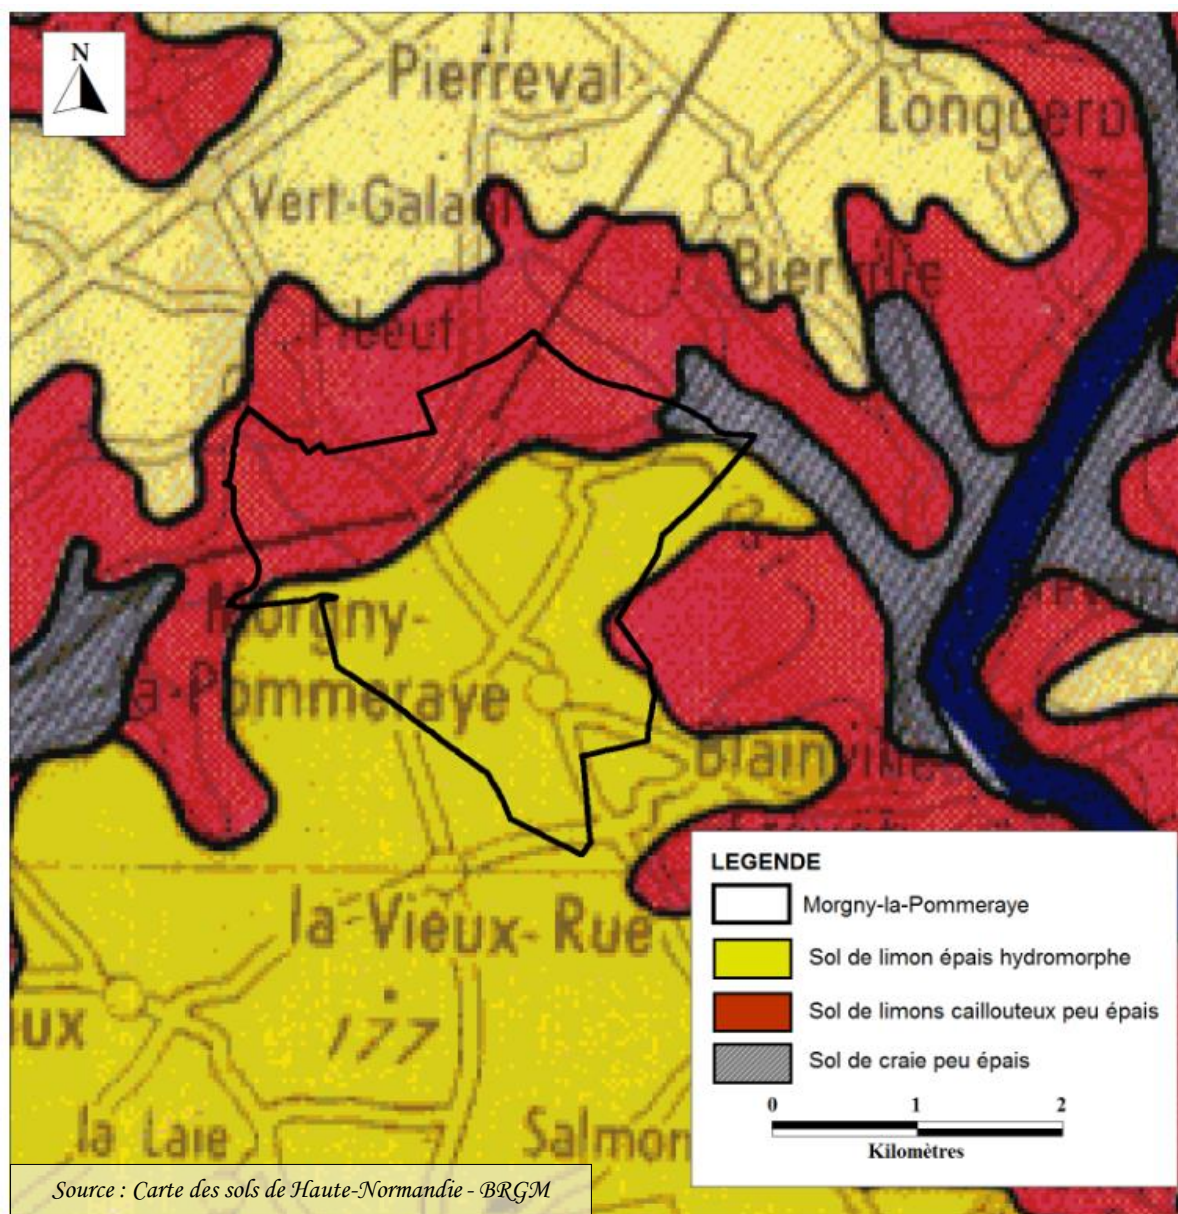 N
Pierreval
Vert-Galant
Bierville
Morgny-
la-Pommeraye
Blainville
la Vieux-Rue
177
la Laie
LEGENDE
Morgny-la-Pommeraye
Sol de limon épais hydromorphe
Sol de limons caillouteux peu épais
Sol de craie peu épais
0 1 2
Kilomètres
Source : Carte des sols de Haute-Normandie - BRGM